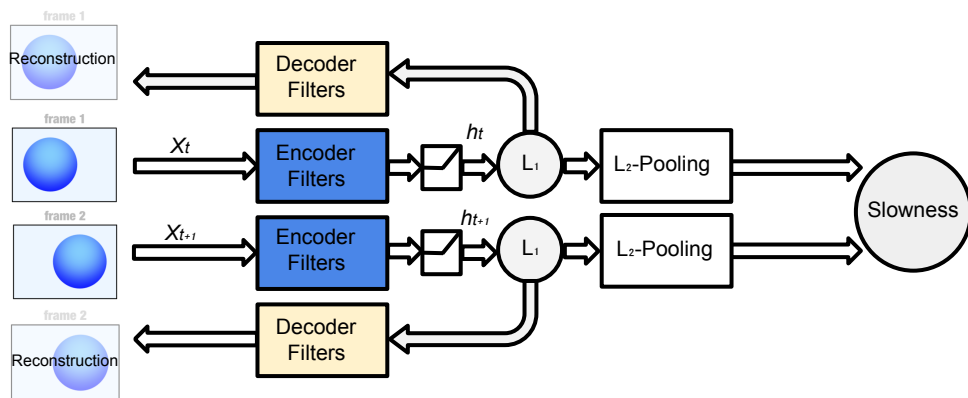 frame 1
Reconstruction
Decoder
Filters
frame 1
Xt
Encoder
Filters
ht
L₁
L₂-Pooling
Slowness
frame 2
Xt+1
Encoder
Filters
ht+1
L₁
L₂-Pooling
frame 2
Reconstruction
Decoder
Filters